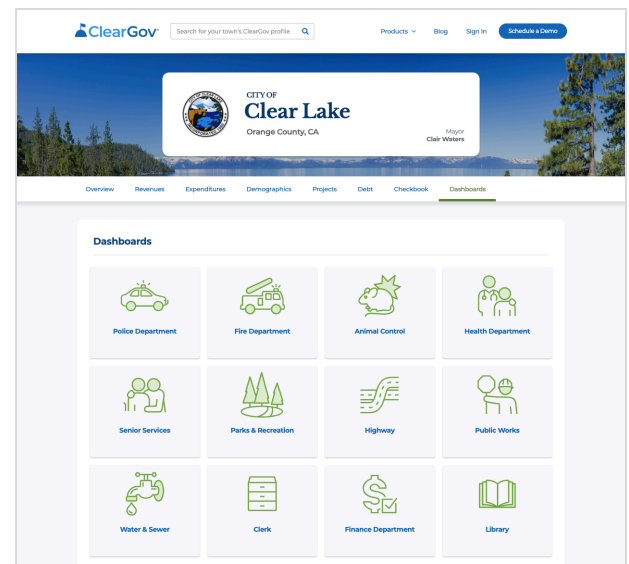 ClearGov
Search for your town's ClearGov profile
Products
Blog
Sign In
Schedule a Demo
CITY OF
Clear Lake
Orange County, CA
Mayor
Clair Waters
Overview
Revenues
Expenditures
Demographics
Projects
Debt
Checkbook
Dashboards
Dashboards
Police Department
Fire Department
Animal Control
Health Department
Senior Services
Parks & Recreation
Highway
Public Works
Water & Sewer
Clerk
Finance Department
Library